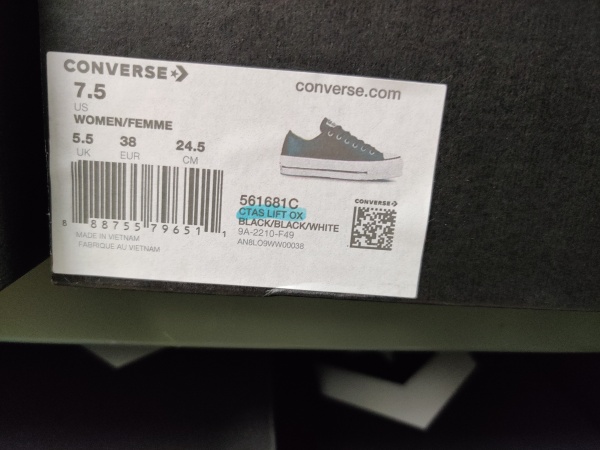 CONVERSE
converse.com
7.5
US
WOMEN/FEMME
5.5 38 24.5
UK EUR CM
561681C
CTAS LIFT OX
BLACK/BLACK/WHITE
9A-2210-F49
AN8LO9WW00038
CONVERSE
8 88755 79651 1
MADE IN VIETNAM
FABRIQUE AU VIETNAM